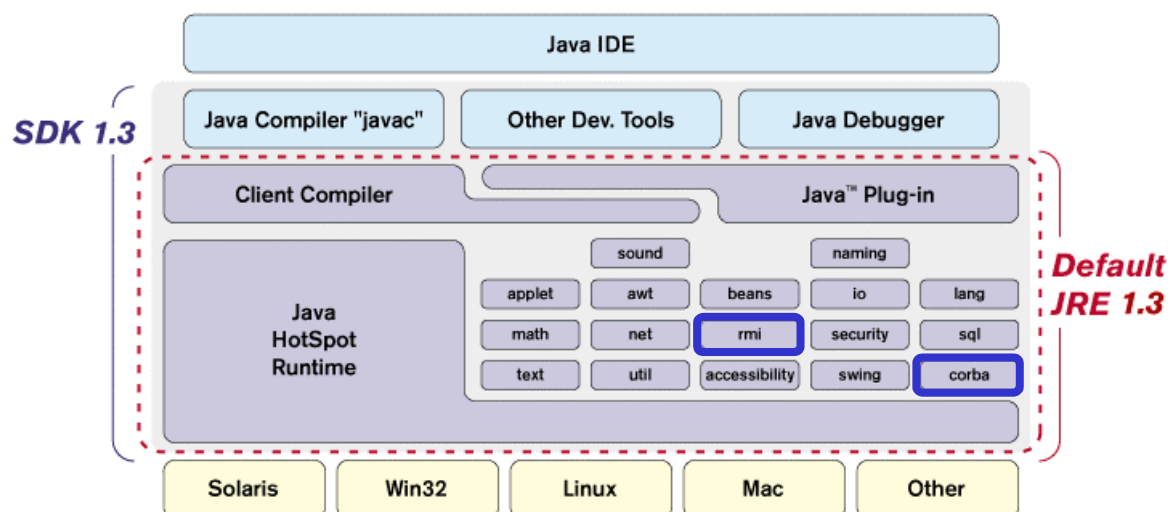 Java IDE
SDK 1.3
Java Compiler "javac"
Other Dev. Tools
Java Debugger
Client Compiler
Java™ Plug-in
sound
naming
applet
awt
beans
io
lang
math
net
rmi
security
sql
text
util
accessibility
swing
corba
Java
HotSpot
Runtime
Default
JRE 1.3
Solaris
Win32
Linux
Mac
Other